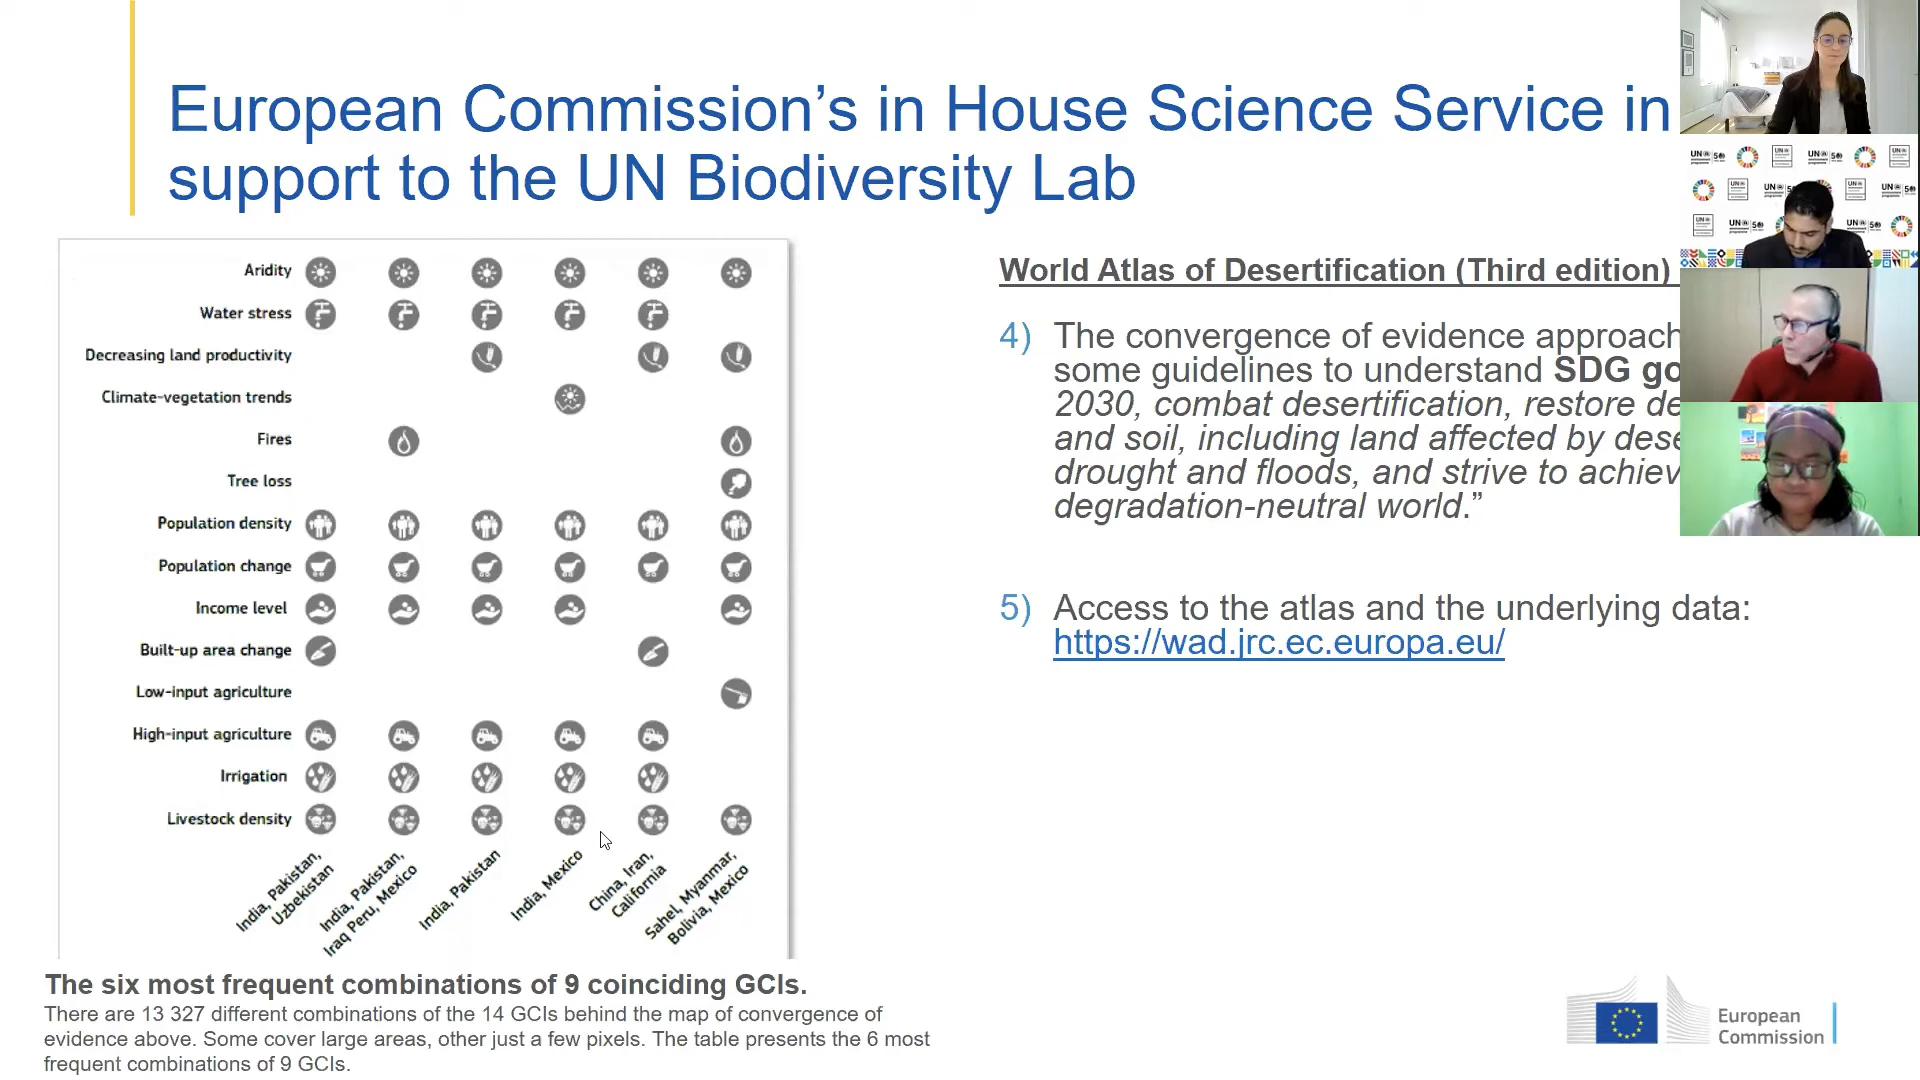 European Commission’s in House Science Service in
support to the UN Biodiversity Lab
Aridity
Water stress
Decreasing land productivity
Climate-vegetation trends
Fires
Tree loss
Population density
Population change
Income level
Built-up area change
Low-input agriculture
High-input agriculture
Irrigation
Livestock density
India, Pakistan,
Uzbekistan
India, Pakistan,
Iraq Peru, Mexico
India, Pakistan
India, Mexico
China, Iran,
California
Sahel, Myanmar,
Bolivia, Mexico
The six most frequent combinations of 9 coinciding GCIs.
There are 13 327 different combinations of the 14 GCIs behind the map of convergence of
evidence above. Some cover large areas, other just a few pixels. The table presents the 6 most
frequent combinations of 9 GCIs.
World Atlas of Desertification (Third edition)
4) The convergence of evidence approach
some guidelines to understand SDG go
2030, combat desertification, restore de
and soil, including land affected by dese
drought and floods, and strive to achiev
degradation-neutral world.”
5) Access to the atlas and the underlying data:
https://wad.jrc.ec.europa.eu/
European
Commission